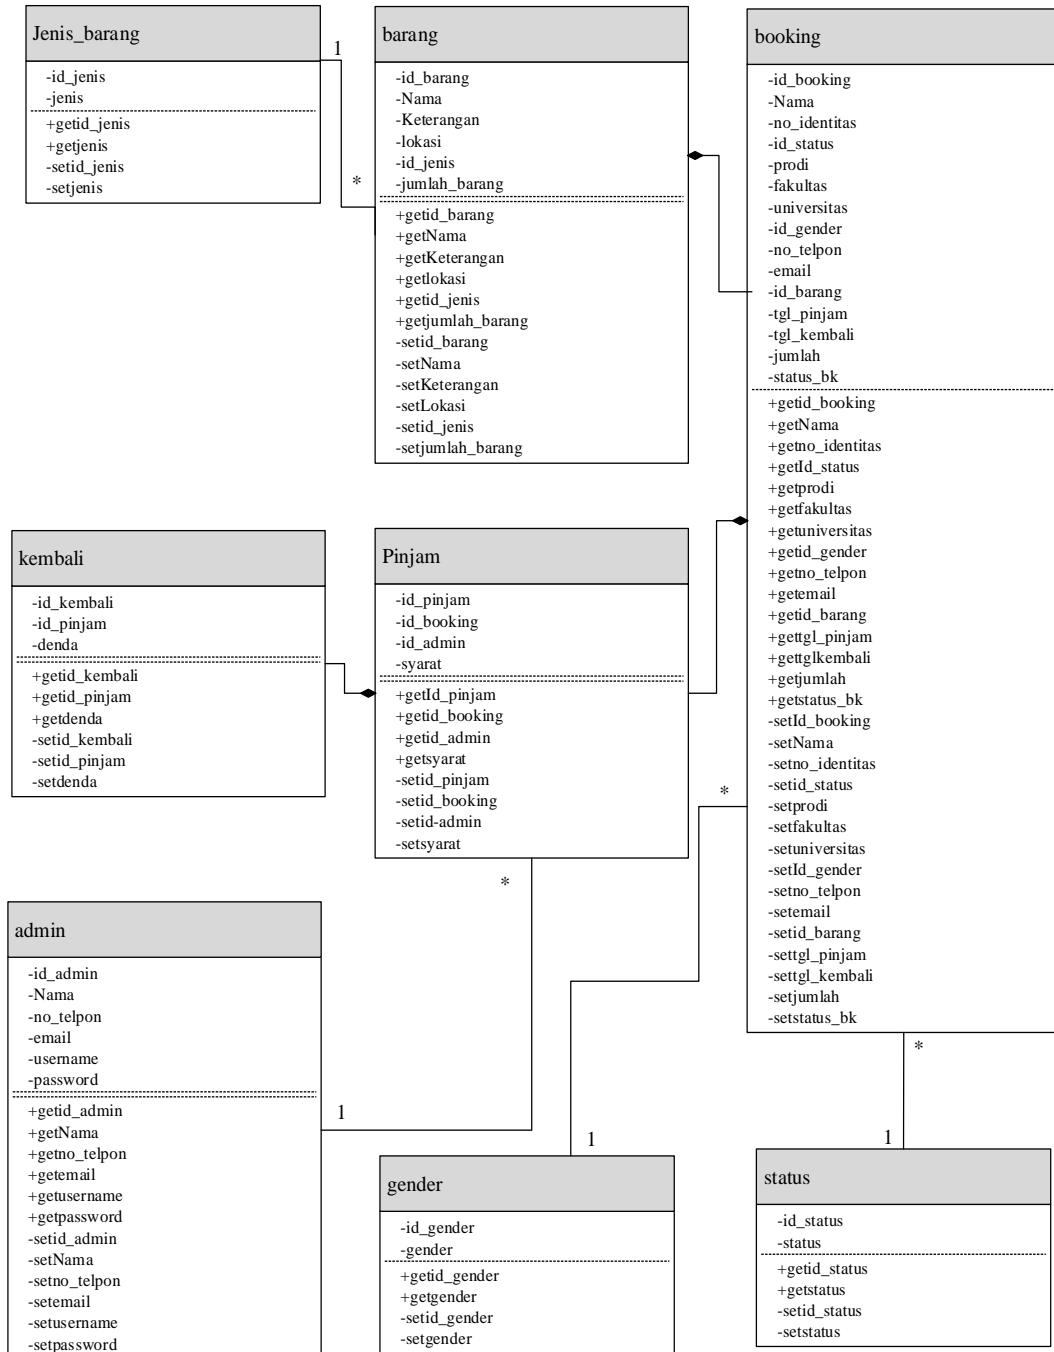 Jenis_barang
-id_jenis
-jenis
+getid_jenis
+getjenis
-setid_jenis
-setjenis
1
*
barang
-id_barang
-Nama
-Keterangan
-lokasi
-id_jenis
-jumlah_barang
+getid_barang
+getNama
+getKeterangan
+getlokasi
+getid_jenis
+getjumlah_barang
-setid_barang
-setNama
-setKeterangan
-setLokasi
-setid_jenis
-setjumlah_barang
booking
-id_booking
-Nama
-no_identitas
-id_status
-prodi
-fakultas
-universitas
-id_gender
-no_telpon
-email
-id_barang
-tgl_pinjam
-tgl_kembali
-jumlah
-status_bk
+getid_booking
+getNama
+getno_identitas
+getId_status
+getprodi
+getfakultas
+getuniversitas
+getid_gender
+getno_telpon
+getemail
+getid_barang
+gettgl_pinjam
+gettglkembali
+getjumlah
+getstatus_bk
-setId_booking
-setNama
-setno_identitas
-setid_status
-setprodi
-setfakultas
-setuniversitas
-setId_gender
-setno_telpon
-setemail
-setid_barang
-settgl_pinjam
-settgl_kembali
-setjumlah
-setstatus_bk
kembali
-id_kembali
-id_pinjam
-denda
+getid_kembali
+getid_pinjam
+getdenda
-setid_kembali
-setid_pinjam
-setdenda
Pinjam
-id_pinjam
-id_booking
-id_admin
-syarat
+getId_pinjam
+getid_booking
+getid_admin
+getsyarat
-setid_pinjam
-setid_booking
-setid-admin
-setsyarat
*
*
*
admin
-id_admin
-Nama
-no_telpon
-email
-username
-password
+getid_admin
+getNama
+getno_telpon
+getemail
+getusername
+getpassword
-setid_admin
-setNama
-setno_telpon
-setemail
-setusername
-setpassword
1
1
1
gender
-id_gender
-gender
+getid_gender
+getgender
-setid_gender
-setgender
status
-id_status
-status
+getid_status
+getstatus
-setid_status
-setstatus